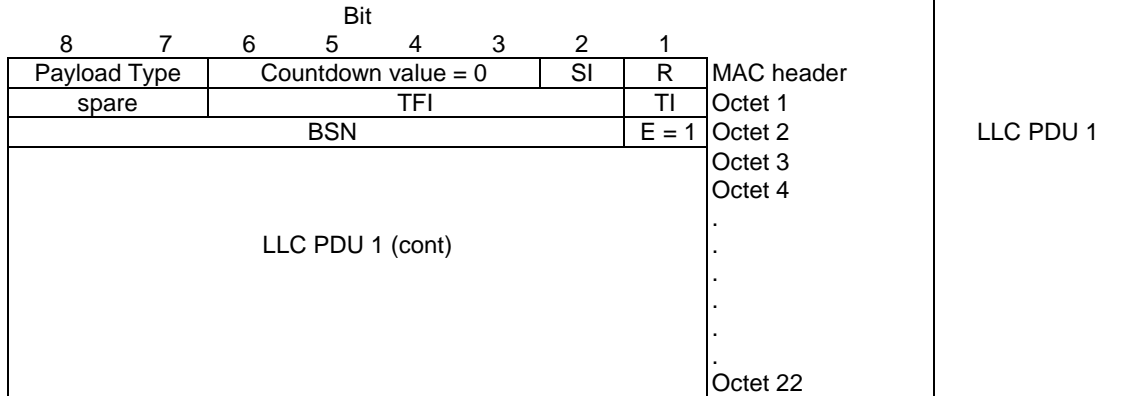 Bit
8 7 6 5 4 3 2 1
Payload Type Countdown value = 0 SI R MAC header
spare TFI TI Octet 1
BSN E = 1 Octet 2 LLC PDU 1
Octet 3
Octet 4
.
LLC PDU 1 (cont) .
.
.
.
.
Octet 22